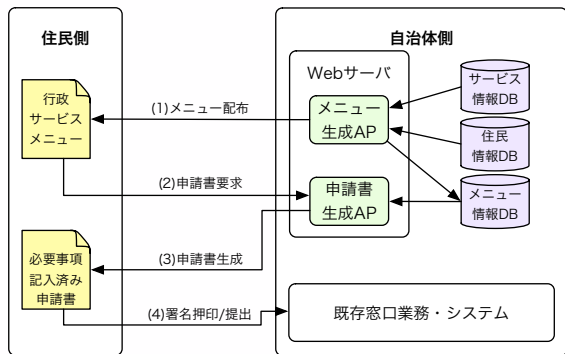 住民側
自治体側
Webサーバ
行政
サービス
メニュー
(1)メニュー配布
メニュー
生成AP
サービス
情報DB
住民
情報DB
(2)申請書要求
申請書
生成AP
メニュー
情報DB
必要事項
記入済み
申請書
(3)申請書生成
(4)署名押印/提出
既存窓口業務・システム